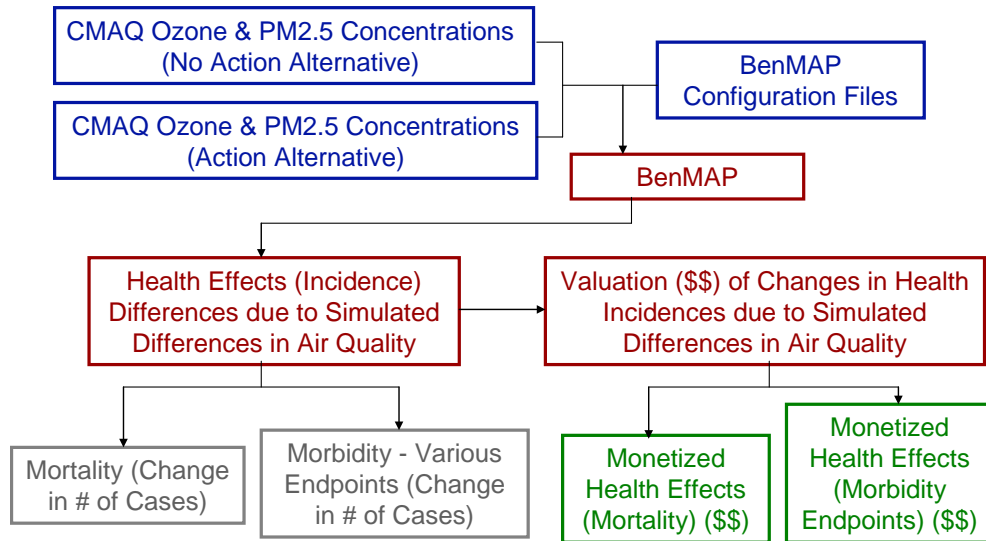 CMAQ Ozone & PM2.5 Concentrations
(No Action Alternative)
BenMAP
Configuration Files
CMAQ Ozone & PM2.5 Concentrations
(Action Alternative)
BenMAP
Health Effects (Incidence)
Differences due to Simulated
Differences in Air Quality
Valuation ($$) of Changes in Health
Incidences due to Simulated
Differences in Air Quality
Mortality (Change
in # of Cases)
Morbidity - Various
Endpoints (Change
in # of Cases)
Monetized
Health Effects
(Mortality) ($$)
Monetized
Health Effects
(Morbidity
Endpoints) ($$)